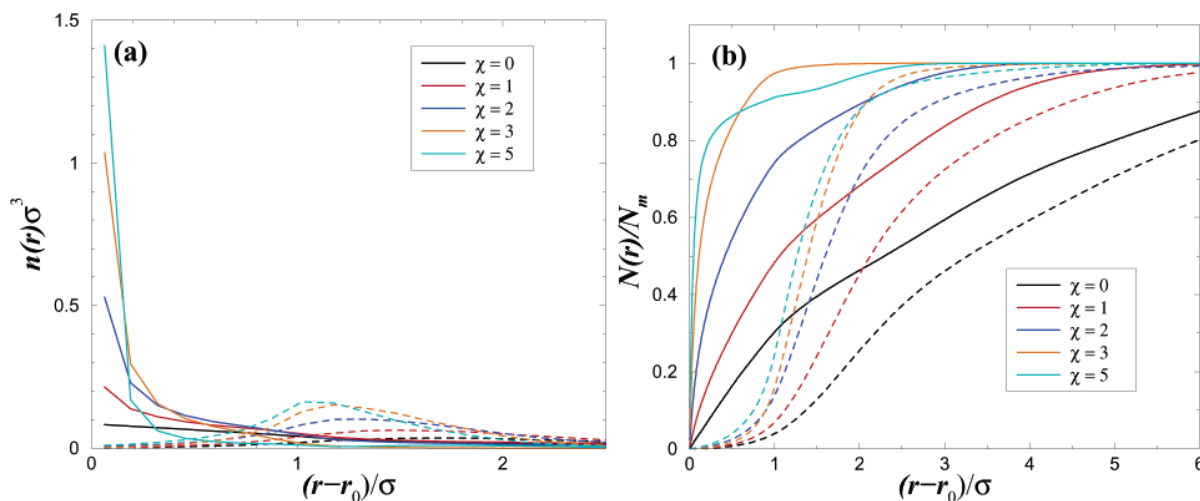 (a)
1.5
1
0.5
0
n(r)σ³
χ = 0
χ = 1
χ = 2
χ = 3
χ = 5
0 1 2
(r−r₀)/σ
(b)
1
0.8
0.6
0.4
0.2
0
N(r)/Nₘ
χ = 0
χ = 1
χ = 2
χ = 3
χ = 5
0 1 2 3 4 5 6
(r−r₀)/σ